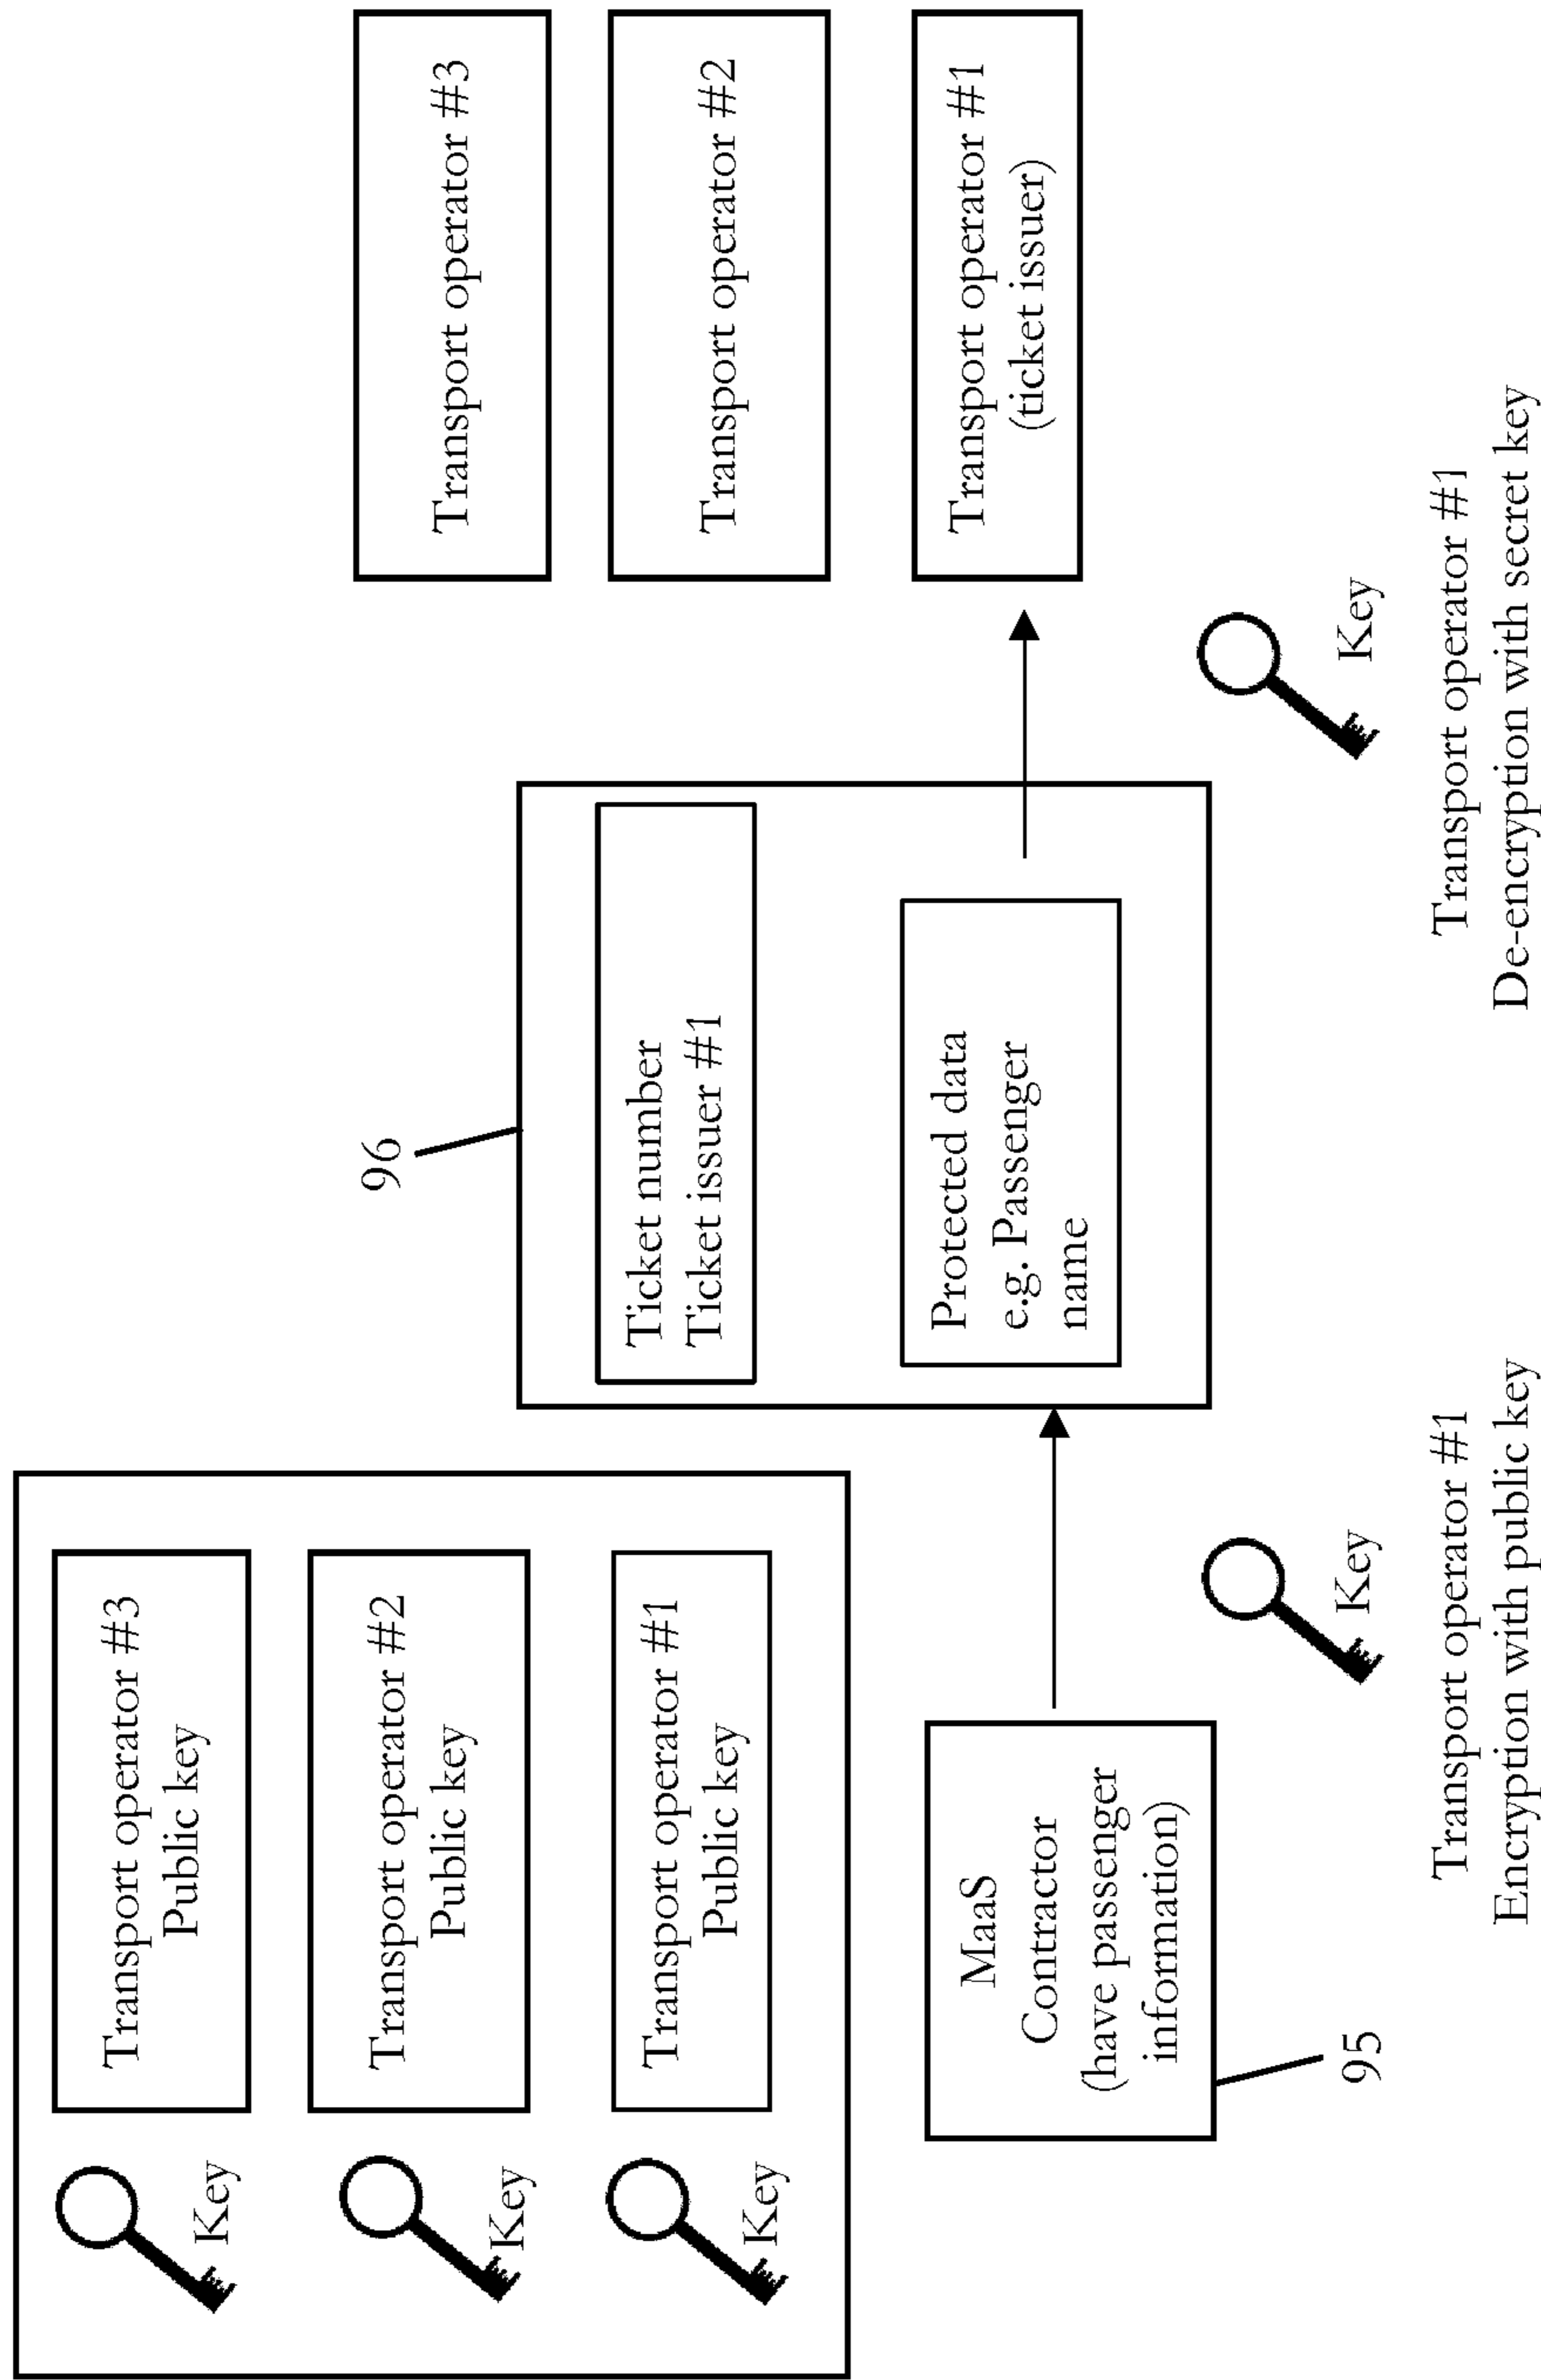 Transport operator #3
Public key
Key
Transport operator #2
Public key
Key
Transport operator #1
Public key
Key
MaaS
Contractor
(have passenger
information)
95
Key
Transport operator #1
Encryption with public key
96
Ticket number
Ticket issuer #1
Protected data
e.g. Passenger
name
Key
Transport operator #1
De-encryption with secret key
Transport operator #3
Transport operator #2
Transport operator #1
(ticket issuer)